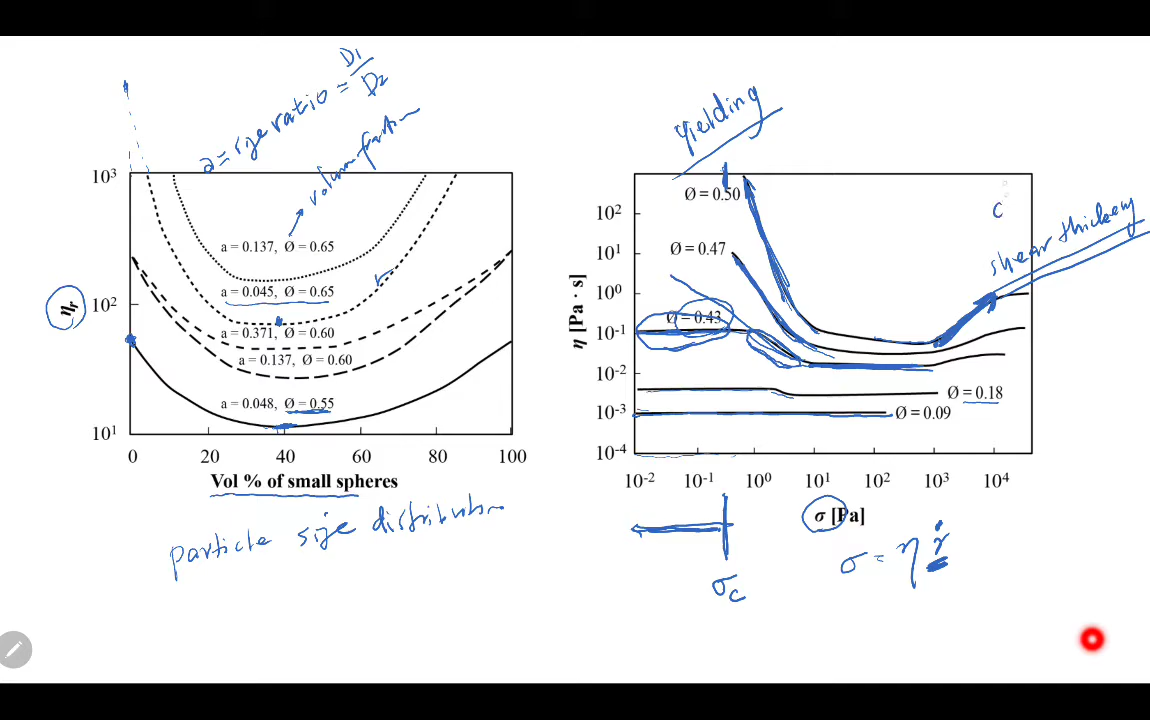 a = size ratio = D1/D2
volume fraction
10³
ηr
10²
10¹
a = 0.137, Ø = 0.65
a = 0.045, Ø = 0.65
a = 0.371, Ø = 0.60
a = 0.137, Ø = 0.60
a = 0.048, Ø = 0.55
0 20 40 60 80 100
Vol % of small spheres
particle size distribution
yielding
Ø = 0.50
Ø = 0.47
Ø = 0.43
Ø = 0.18
Ø = 0.09
C
shear thickening
η [Pa · s]
10²
10¹
10⁰
10⁻¹
10⁻²
10⁻³
10⁻⁴
10⁻² 10⁻¹ 10⁰ 10¹ 10² 10³ 10⁴
σ [Pa]
σc
σ = η γ̇